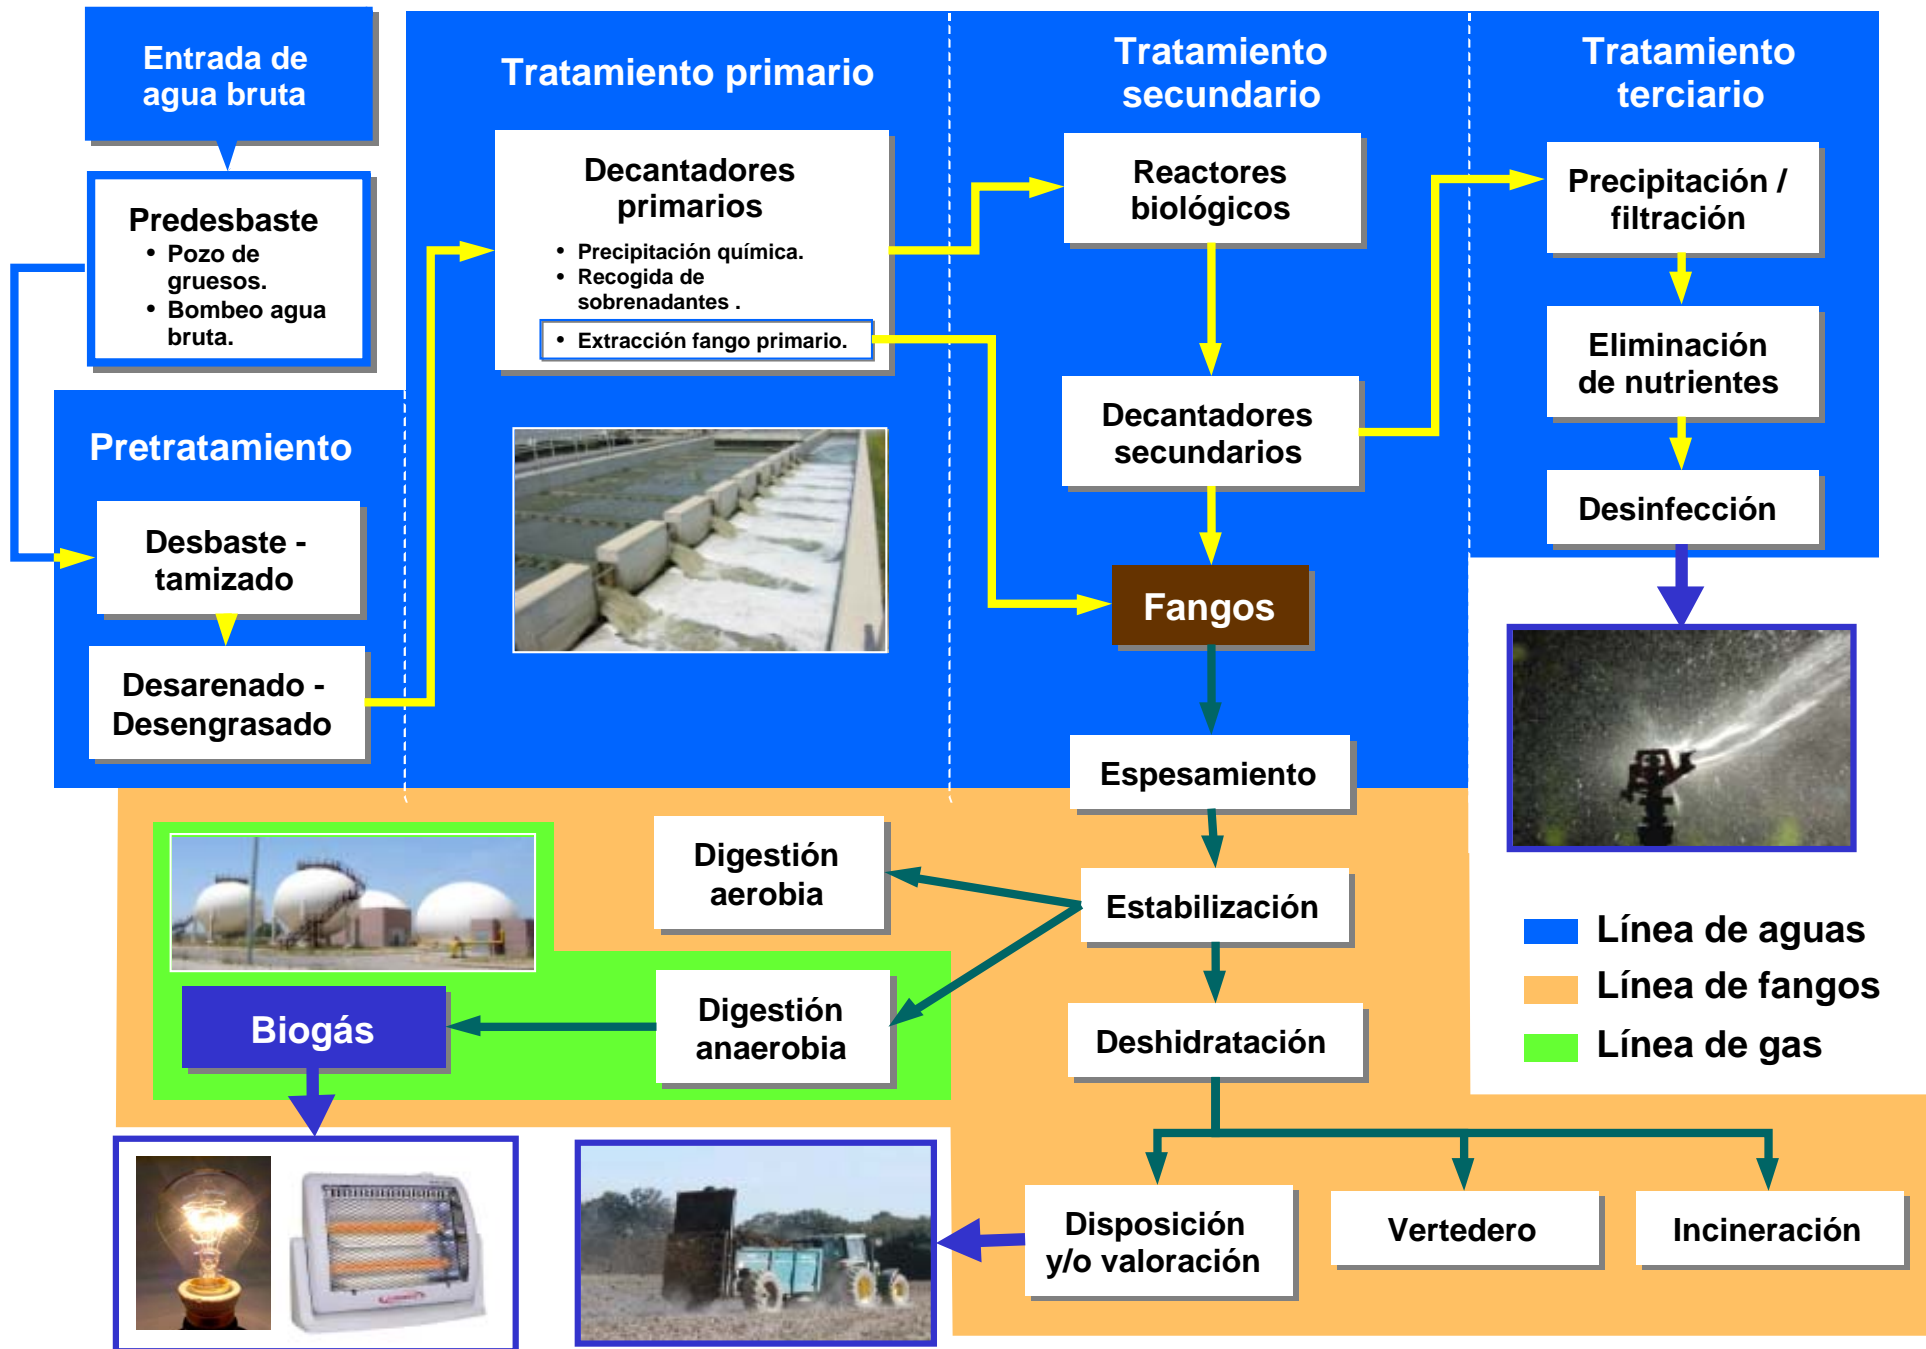 Entrada de
agua bruta
Predesbaste
• Pozo de
gruesos.
• Bombeo agua
bruta.
Pretratamiento
Desbaste -
tamizado
Desarenado -
Desengrasado
Tratamiento primario
Decantadores
primarios
• Precipitación química.
• Recogida de
sobrenadantes .
• Extracción fango primario.
Tratamiento
secundario
Reactores
biológicos
Decantadores
secundarios
Fangos
Tratamiento
terciario
Precipitación /
filtración
Eliminación
de nutrientes
Desinfección
Espesamiento
Estabilización
Deshidratación
Digestión
aerobia
Digestión
anaerobia
Biogás
Disposición
y/o valoración
Vertedero
Incineración
Línea de aguas
Línea de fangos
Línea de gas